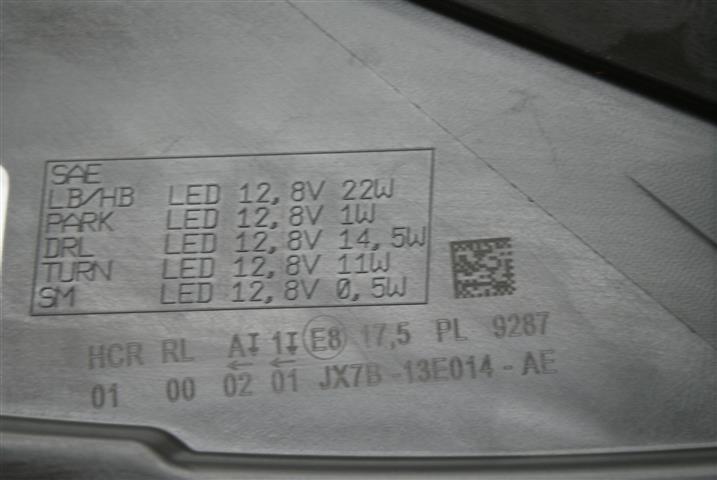 SAE
LB/HB LED 12,8V 22W
PARK LED 12,8V 1W
DRL LED 12,8V 14,5W
TURN LED 12,8V 11W
SM LED 12,8V 0,5W
HCR RL AI 1I E8 17,5 PL 9287
01 00 02 01 JX7B-13E014-AE